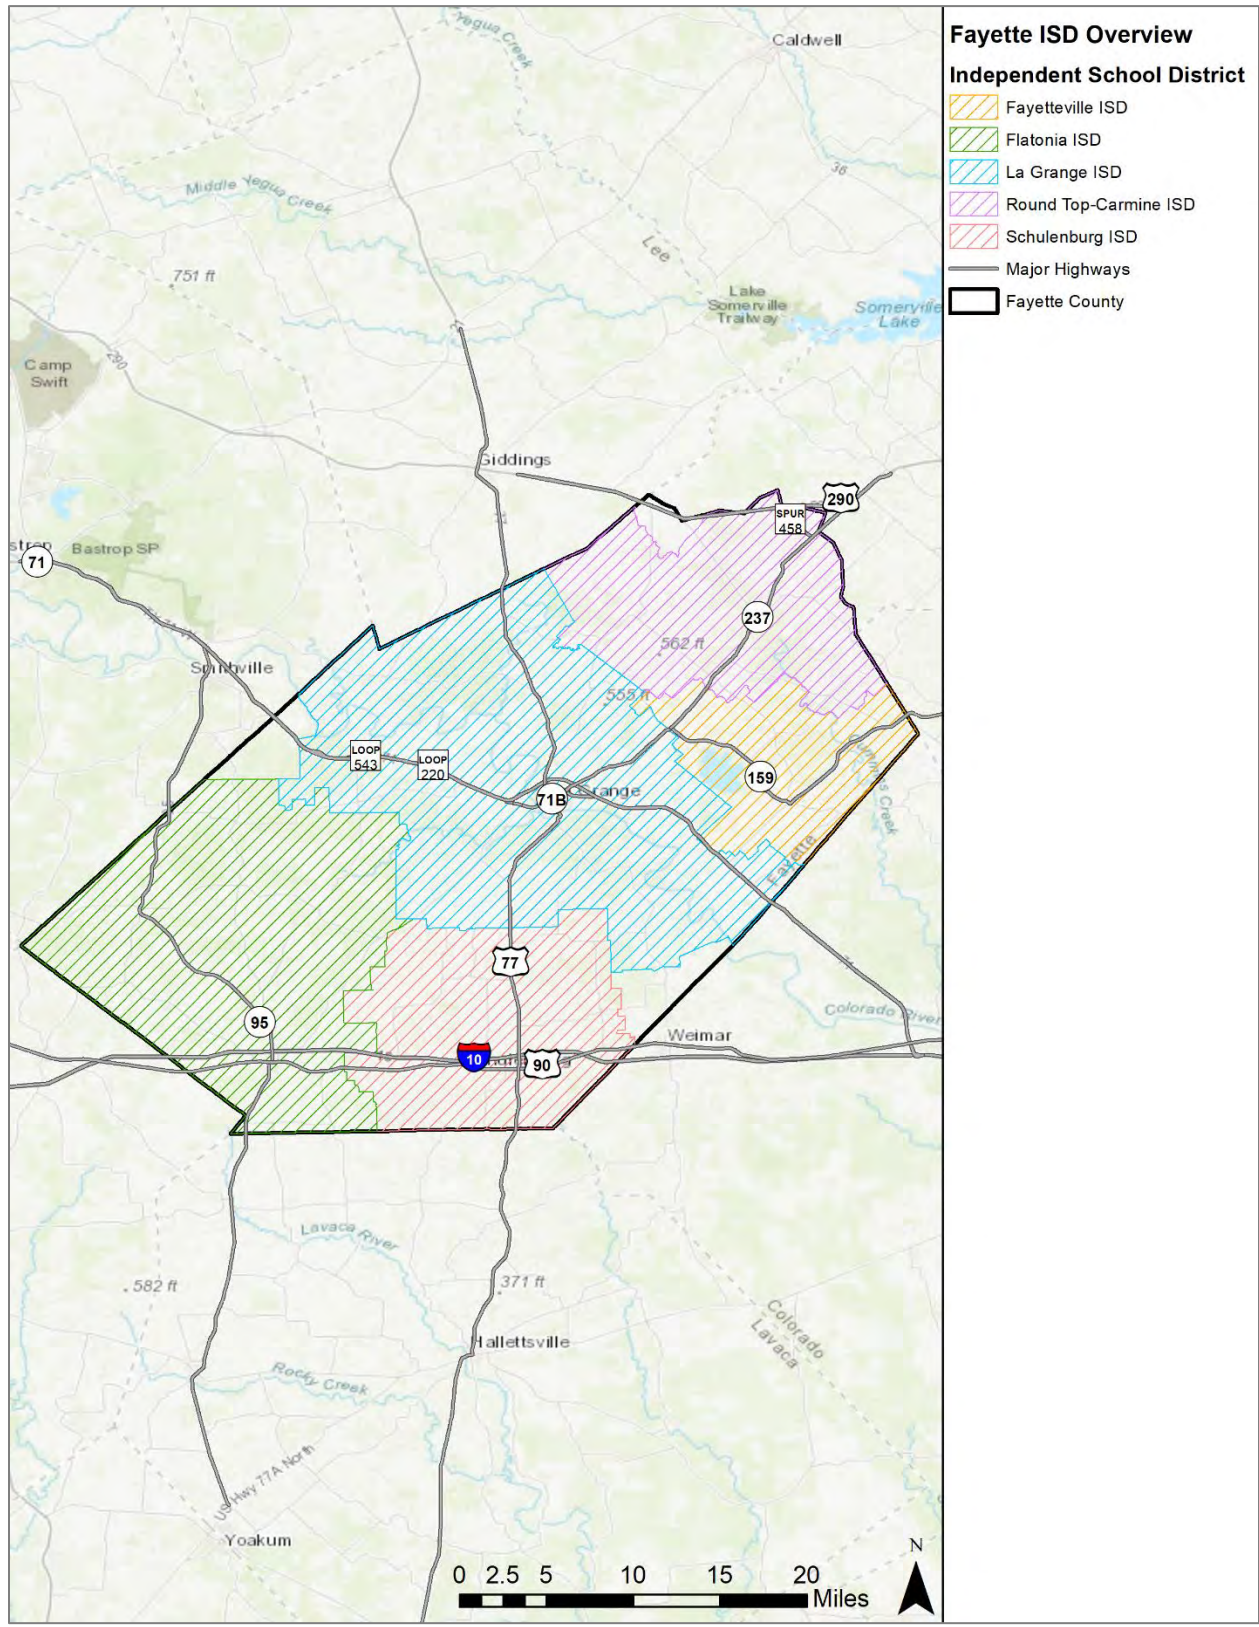 Fayette ISD Overview
Independent School District
Fayetteville ISD
Flatonia ISD
La Grange ISD
Round Top-Carmine ISD
Schulenburg ISD
Major Highways
Fayette County
Caldwell
Yegua Creek
36
Middle Yegua Creek
Lee
751 ft
Lake
Somerville
Trailway
Somerville
Lake
Camp
Swift
290
Giddings
290
SPUR
458
77
Bastrop SP
71
237
562 ft
Smithville
555 ft
LOOP
543
LOOP
220
159
71B
Cummins Creek
Fayette
77
71
95
Colorado River
Weimar
10
90
Lavaca River
582 ft
371 ft
Colorado
Lavaca
Hallettsville
Rocky Creek
US Hwy 77A North
Yoakum
N
0 2.5 5 10 15 20
Miles